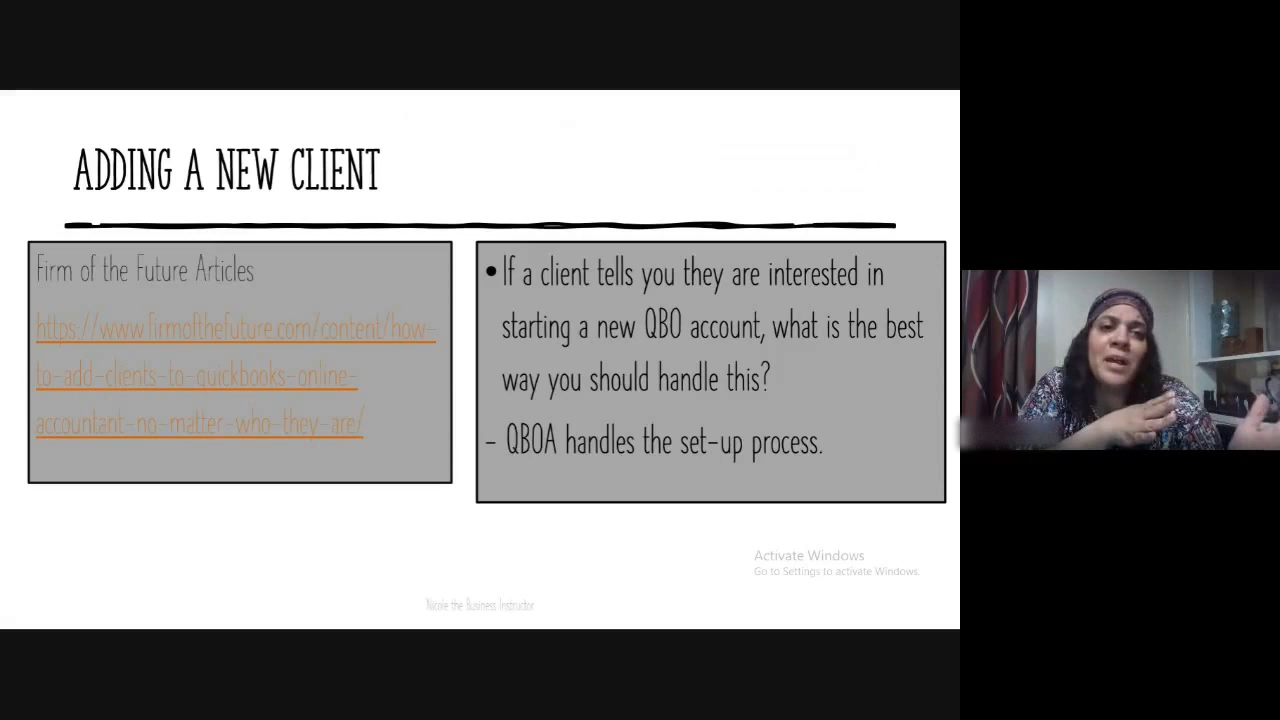 ADDING A NEW CLIENT
Firm of the Future Articles
https://www.firmofthefuture.com/content/how-
to-add-clients-to-quickbooks-online-
accountant-no-matter-who-they-are/
•If a client tells you they are interested in
starting a new QBO account, what is the best
way you should handle this?
- QBOA handles the set-up process.
Activate Windows
Go to Settings to activate Windows.
Nicole the Business Instructor